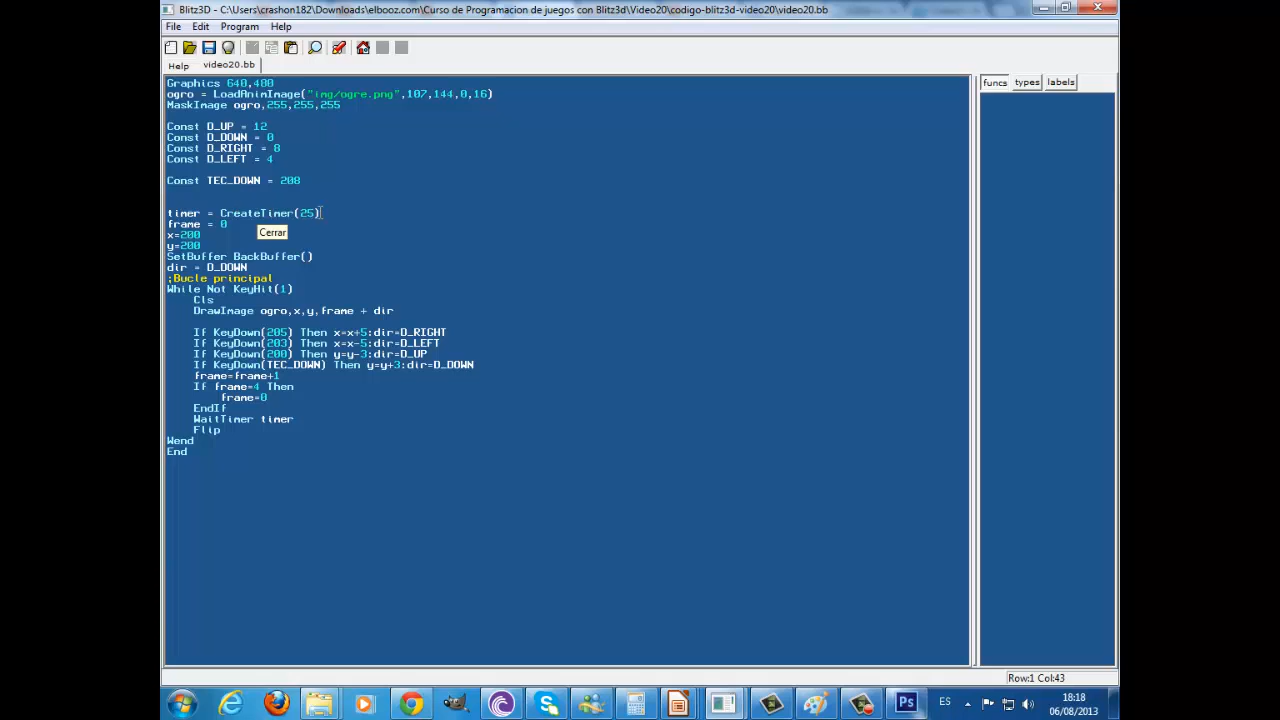 Blitz3D - C:\Users\crashon182\Downloads\elbooz.com\Curso de Programacion de juegos con Blitz3d\Video20\codigo-blitz3d-video20\video20.bb
File Edit Program Help
Help video20.bb
funcs types labels
Graphics 640,480
ogro = LoadAnimImage("img/ogre.png",107,144,0,16)
MaskImage ogro,255,255,255
Const D_UP = 12
Const D_DOWN = 0
Const D_RIGHT = 8
Const D_LEFT = 4
Const TEC_DOWN = 208
timer = CreateTimer(25)
frame = 0
Cerrar
x=200
y=200
SetBuffer BackBuffer()
dir = D_DOWN
;Bucle principal
While Not KeyHit(1)
Cls
DrawImage ogro,x,y,frame + dir
If KeyDown(205) Then x=x+5:dir=D_RIGHT
If KeyDown(203) Then x=x-5:dir=D_LEFT
If KeyDown(200) Then y=y-3:dir=D_UP
If KeyDown(TEC_DOWN) Then y=y+3:dir=D_DOWN
frame=frame+1
If frame=4 Then
frame=0
EndIf
WaitTimer timer
Flip
Wend
End
Row:1 Col:43
Ps ES 18:18
06/08/2013